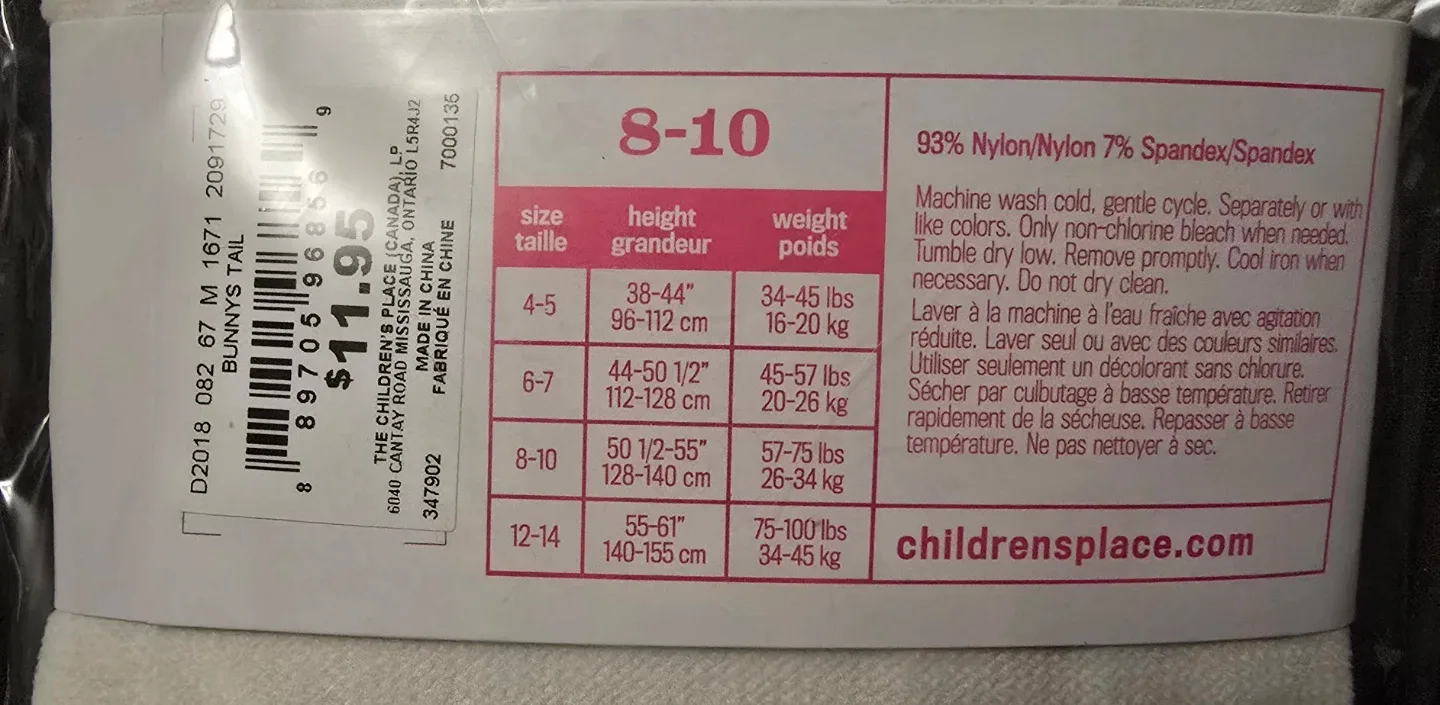 D2018 082 67 M 1671 2091729
BUNNYS TAIL
8 89705 96856 9
$11.95
THE CHILDREN'S PLACE (CANADA), LP
6040 CANTAY ROAD MISSISSAUGA, ONTARIO L5R4J2
MADE IN CHINA
347902 FABRIQUÉ EN CHINE 7000135
8-10
size
taille
height
grandeur
weight
poids
4-5
38-44"
96-112 cm
34-45 lbs
16-20 kg
6-7
44-50 1/2"
112-128 cm
45-57 lbs
20-26 kg
8-10
50 1/2-55"
128-140 cm
57-75 lbs
26-34 kg
12-14
55-61"
140-155 cm
75-100 lbs
34-45 kg
93% Nylon/Nylon 7% Spandex/Spandex
Machine wash cold, gentle cycle. Separately or with
like colors. Only non-chlorine bleach when needed.
Tumble dry low. Remove promptly. Cool iron when
necessary. Do not dry clean.
Laver à la machine à l'eau fraîche avec agitation
réduite. Laver seul ou avec des couleurs similaires.
Utiliser seulement un décolorant sans chlorure.
Sécher par culbutage à basse température. Retirer
rapidement de la sécheuse. Repasser à basse
température. Ne pas nettoyer à sec.
childrensplace.com